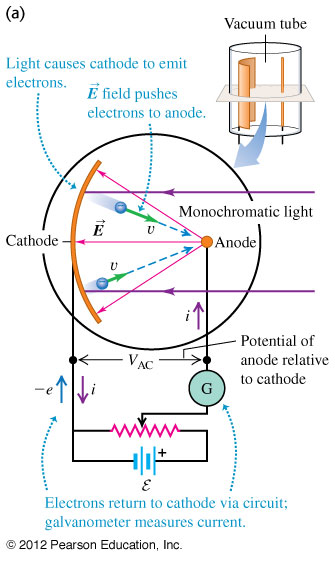 (a)
Vacuum tube
Light causes cathode to emit
electrons.
E field pushes
electrons to anode.
Monochromatic light
υ
Cathode
E
Anode
υ
i
VAC
Potential of
anode relative
to cathode
−e
i
G
+
ℰ
Electrons return to cathode via circuit;
galvanometer measures current.
© 2012 Pearson Education, Inc.